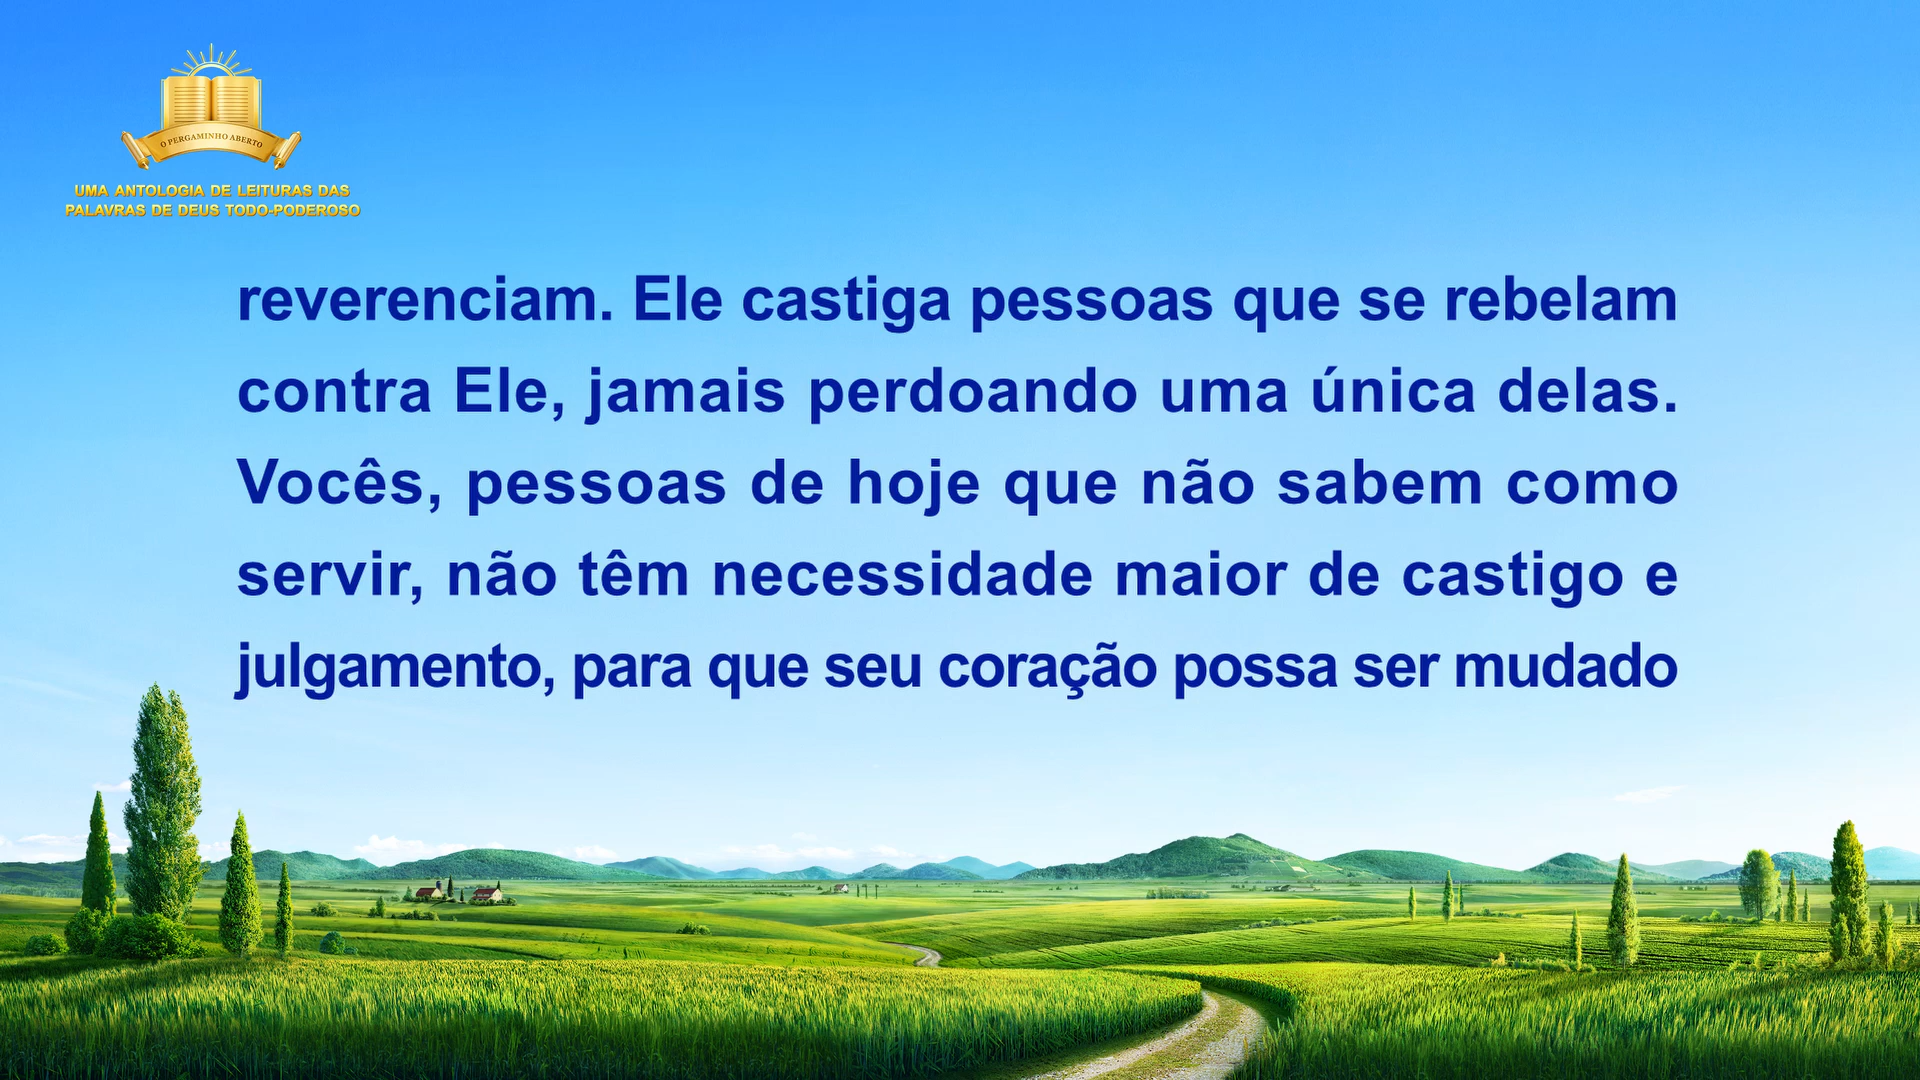 O PERGAMINHO ABERTO
UMA ANTOLOGIA DE LEITURAS DAS
PALAVRAS DE DEUS TODO-PODEROSO
reverenciam. Ele castiga pessoas que se rebelam
contra Ele, jamais perdoando uma única delas.
Vocês, pessoas de hoje que não sabem como
servir, não têm necessidade maior de castigo e
julgamento, para que seu coração possa ser mudado